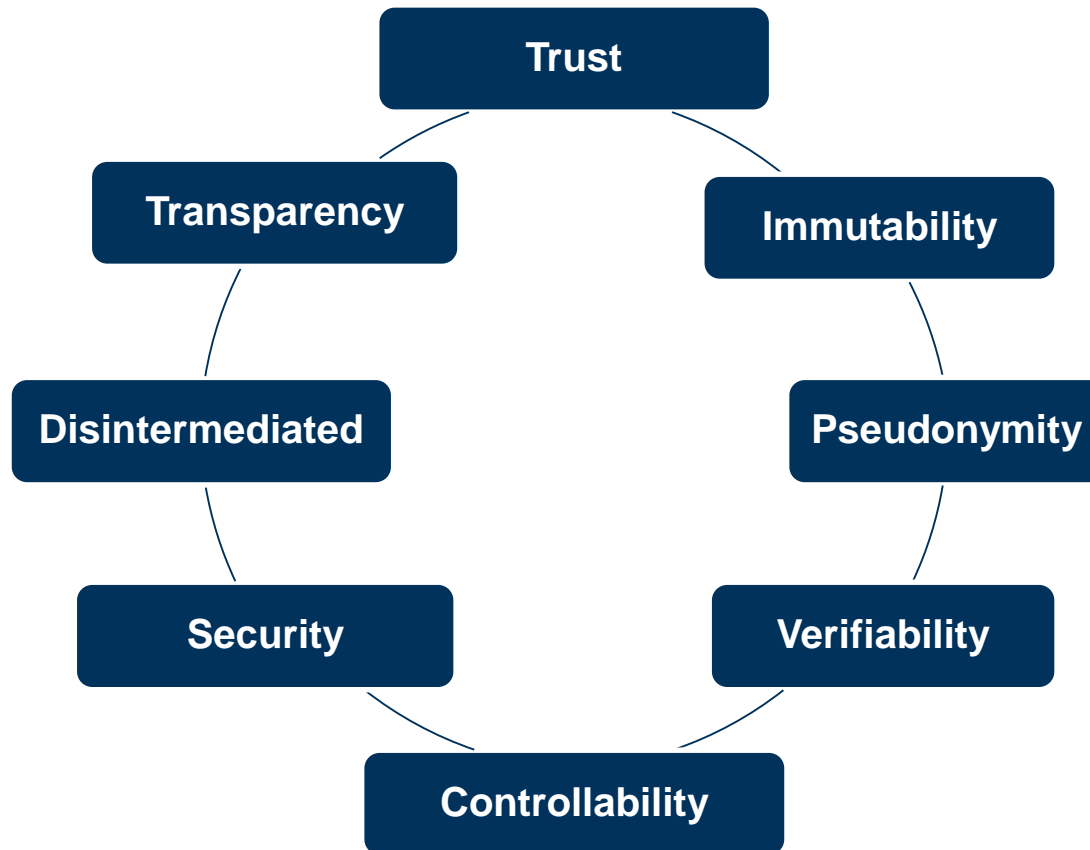 Trust
Transparency
Immutability
Disintermediated
Pseudonymity
Security
Verifiability
Controllability